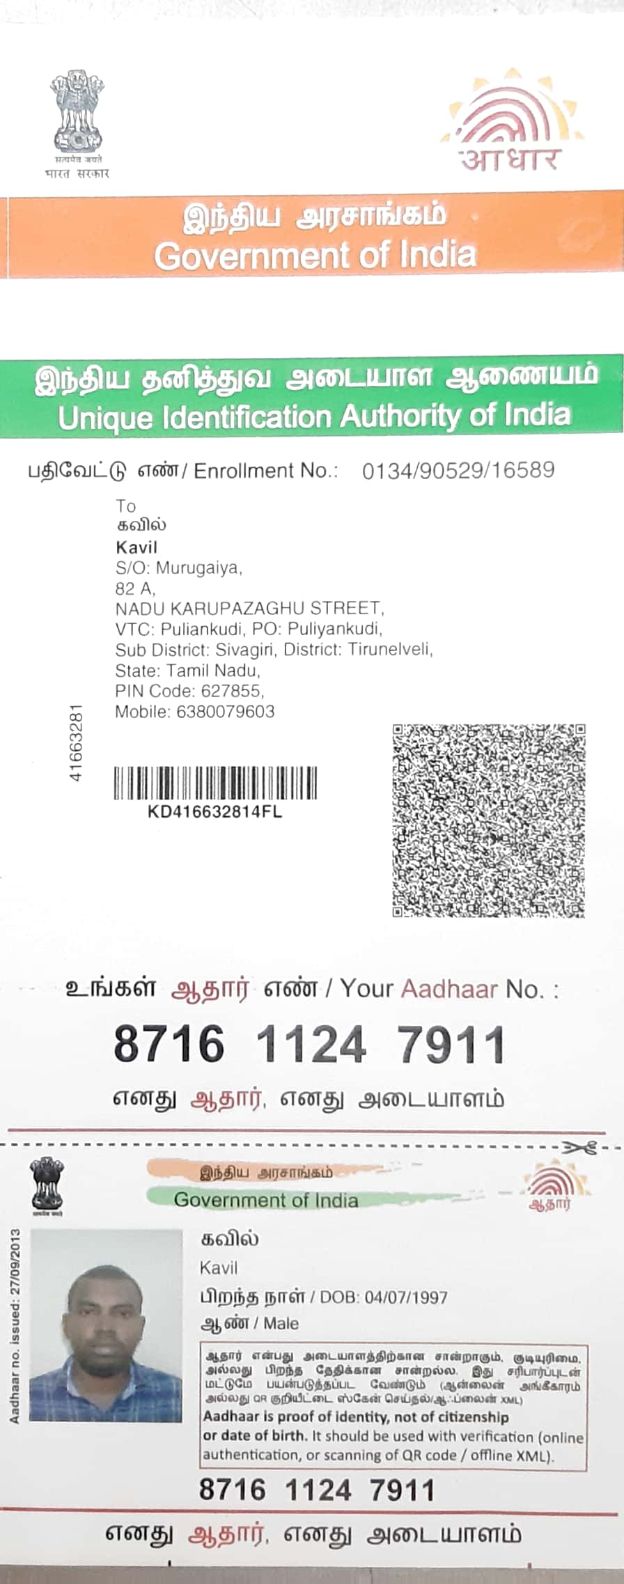 सत्यमेव जयते
भारत सरकार
आधार
இந்திய அரசாங்கம்
Government of India
இந்திய தனித்துவ அடையாள ஆணையம்
Unique Identification Authority of India
பதிவேட்டு எண்/ Enrollment No.: 0134/90529/16589
To
கவில்
Kavil
S/O: Murugaiya,
82 A,
NADU KARUPAZAGHU STREET,
VTC: Puliankudi, PO: Puliyankudi,
Sub District: Sivagiri, District: Tirunelveli,
State: Tamil Nadu,
PIN Code: 627855,
Mobile: 6380079603
41663281
KD416632814FL
உங்கள் ஆதார் எண் / Your Aadhaar No. :
8716 1124 7911
எனது ஆதார், எனது அடையாளம்
இந்திய அரசாங்கம்
Government of India
ஆதார்
Aadhaar no. issued: 27/09/2013
கவில்
Kavil
பிறந்த நாள் / DOB: 04/07/1997
ஆண் / Male
ஆதார் என்பது அடையாளத்திற்கான சான்றாகும், குடியுரிமை,
அல்லது பிறந்த தேதிக்கான சான்றல்ல. இது சரிபார்ப்புடன்
மட்டுமே பயன்படுத்தப்பட வேண்டும் (ஆன்லைன் அங்கீகாரம்
அல்லது QR குறியீட்டை ஸ்கேன் செய்தல்/ஆஃப்லைன் XML)
Aadhaar is proof of identity, not of citizenship
or date of birth. It should be used with verification (online
authentication, or scanning of QR code / offline XML).
8716 1124 7911
எனது ஆதார், எனது அடையாளம்